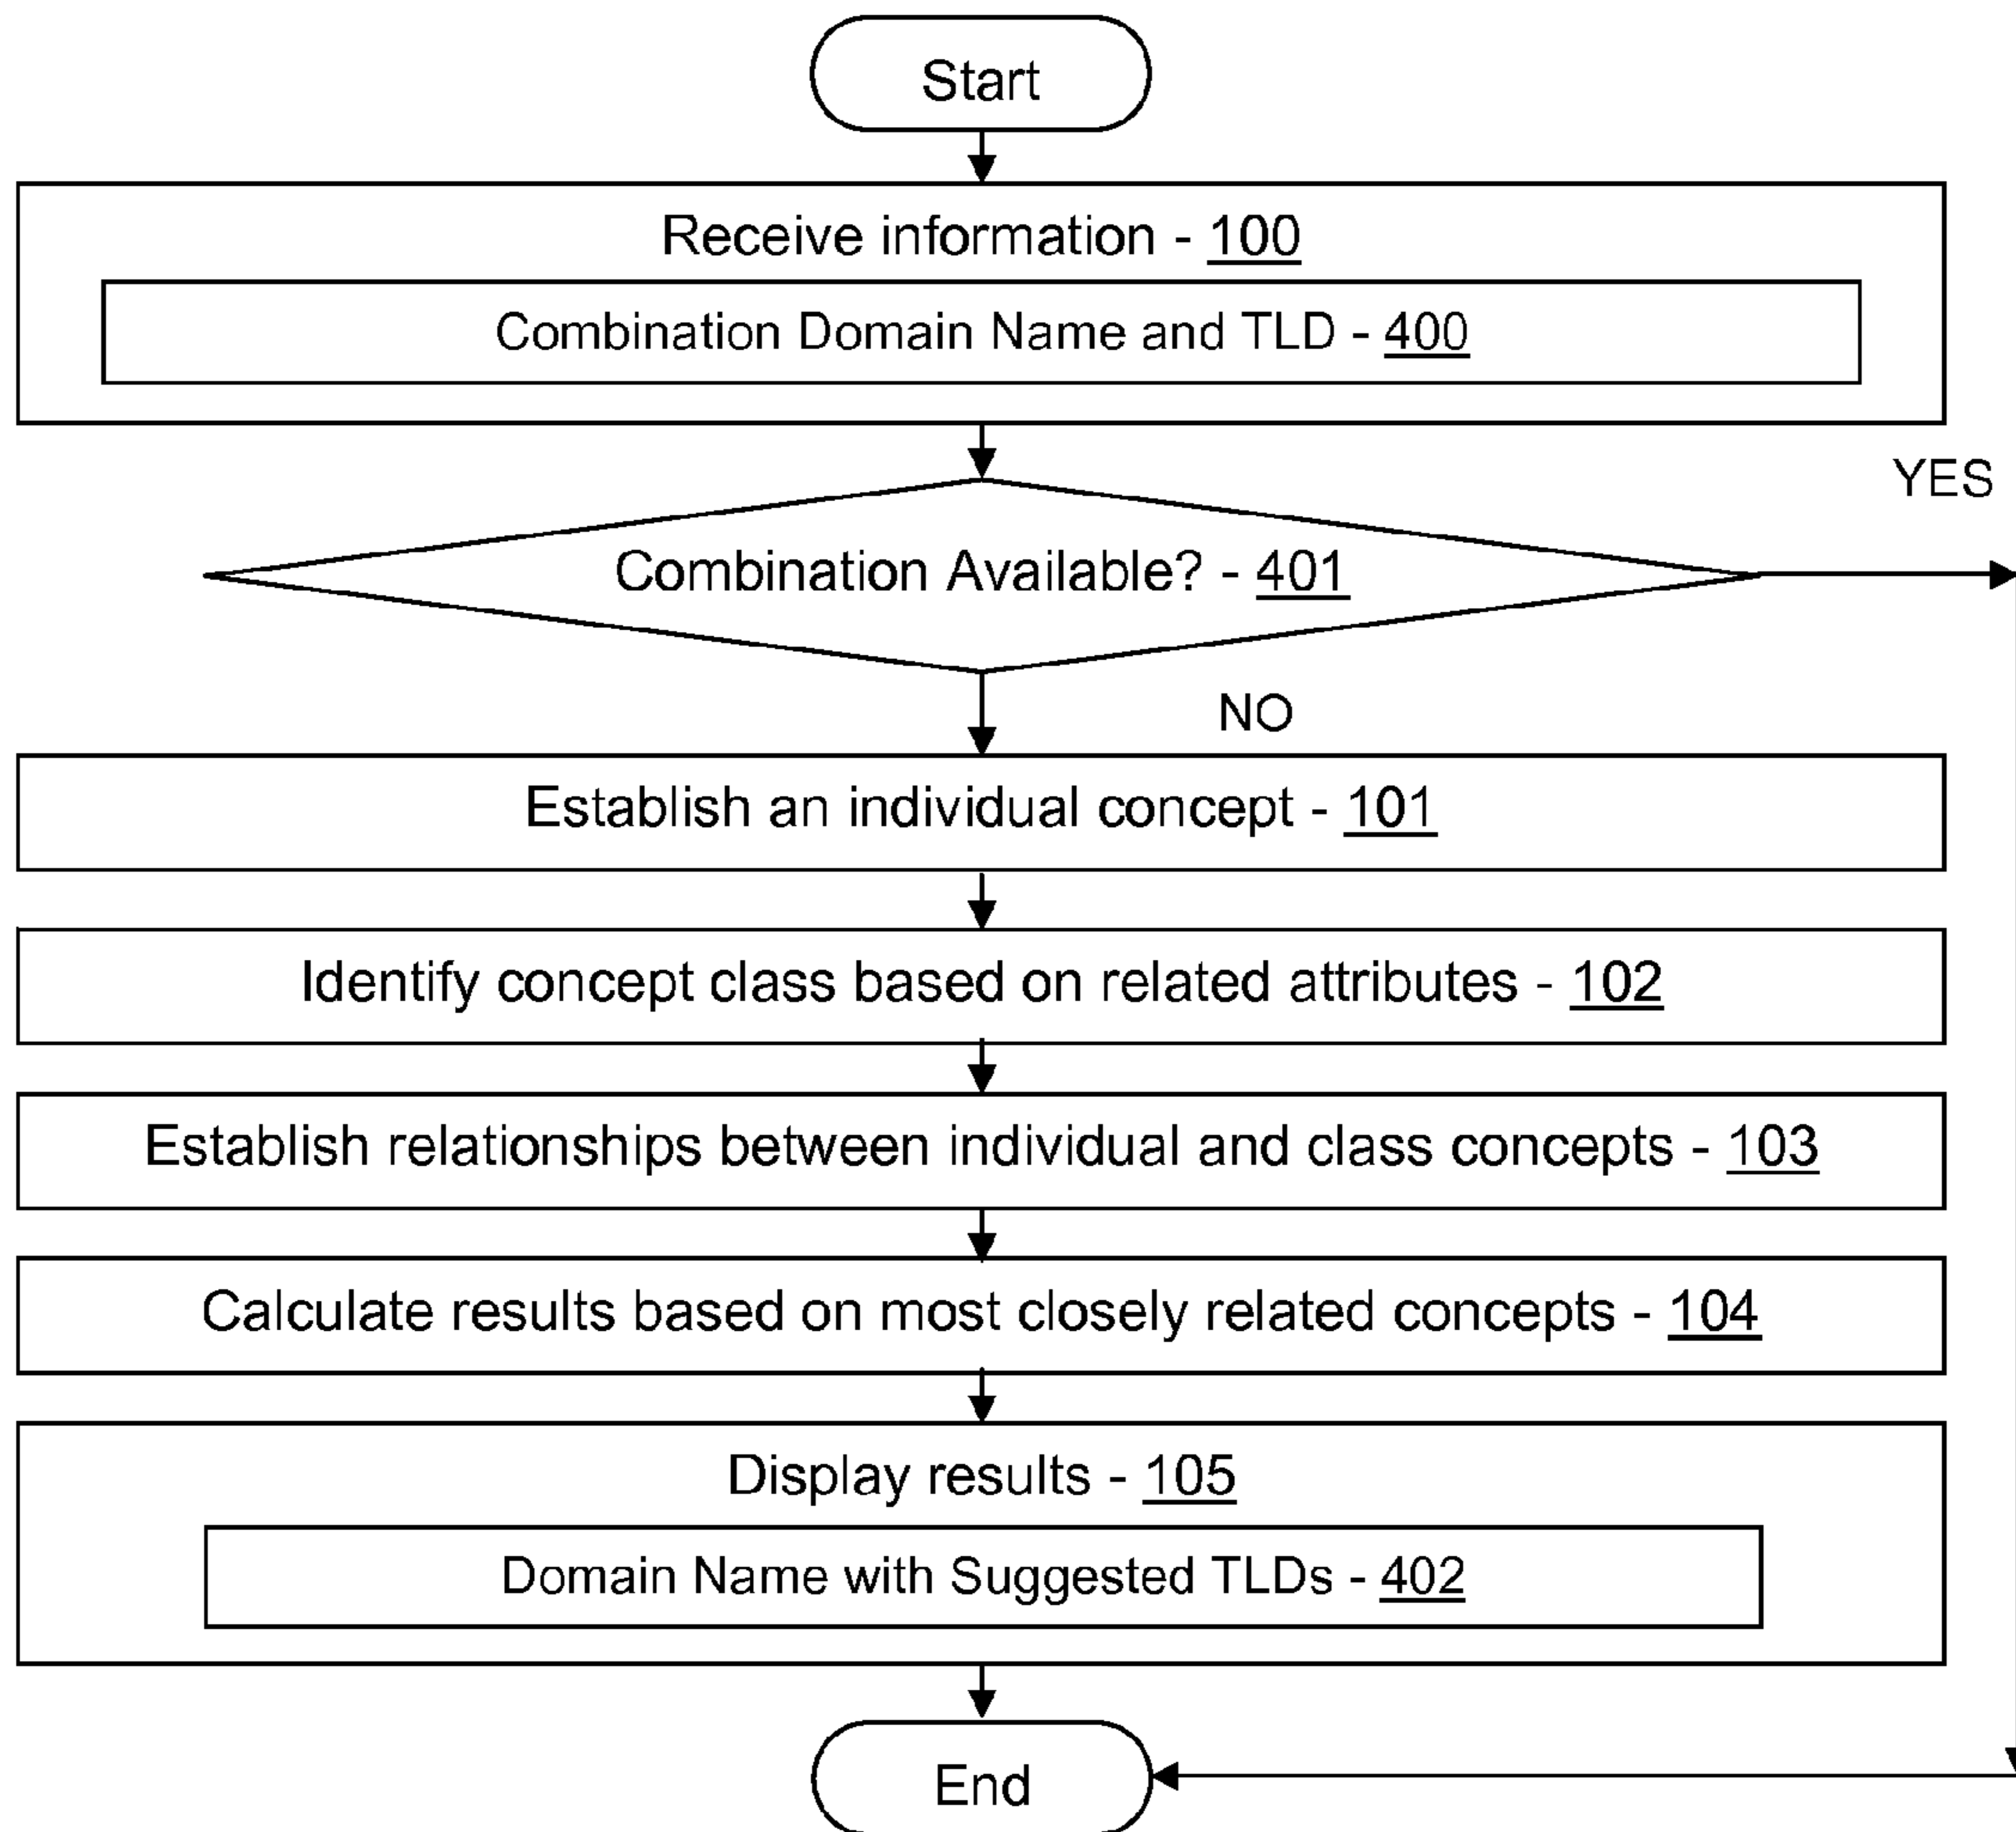 Start
Receive information - 100
Combination Domain Name and TLD - 400
YES
Combination Available? - 401
NO
Establish an individual concept - 101
Identify concept class based on related attributes - 102
Establish relationships between individual and class concepts - 103
Calculate results based on most closely related concepts - 104
Display results - 105
Domain Name with Suggested TLDs - 402
End